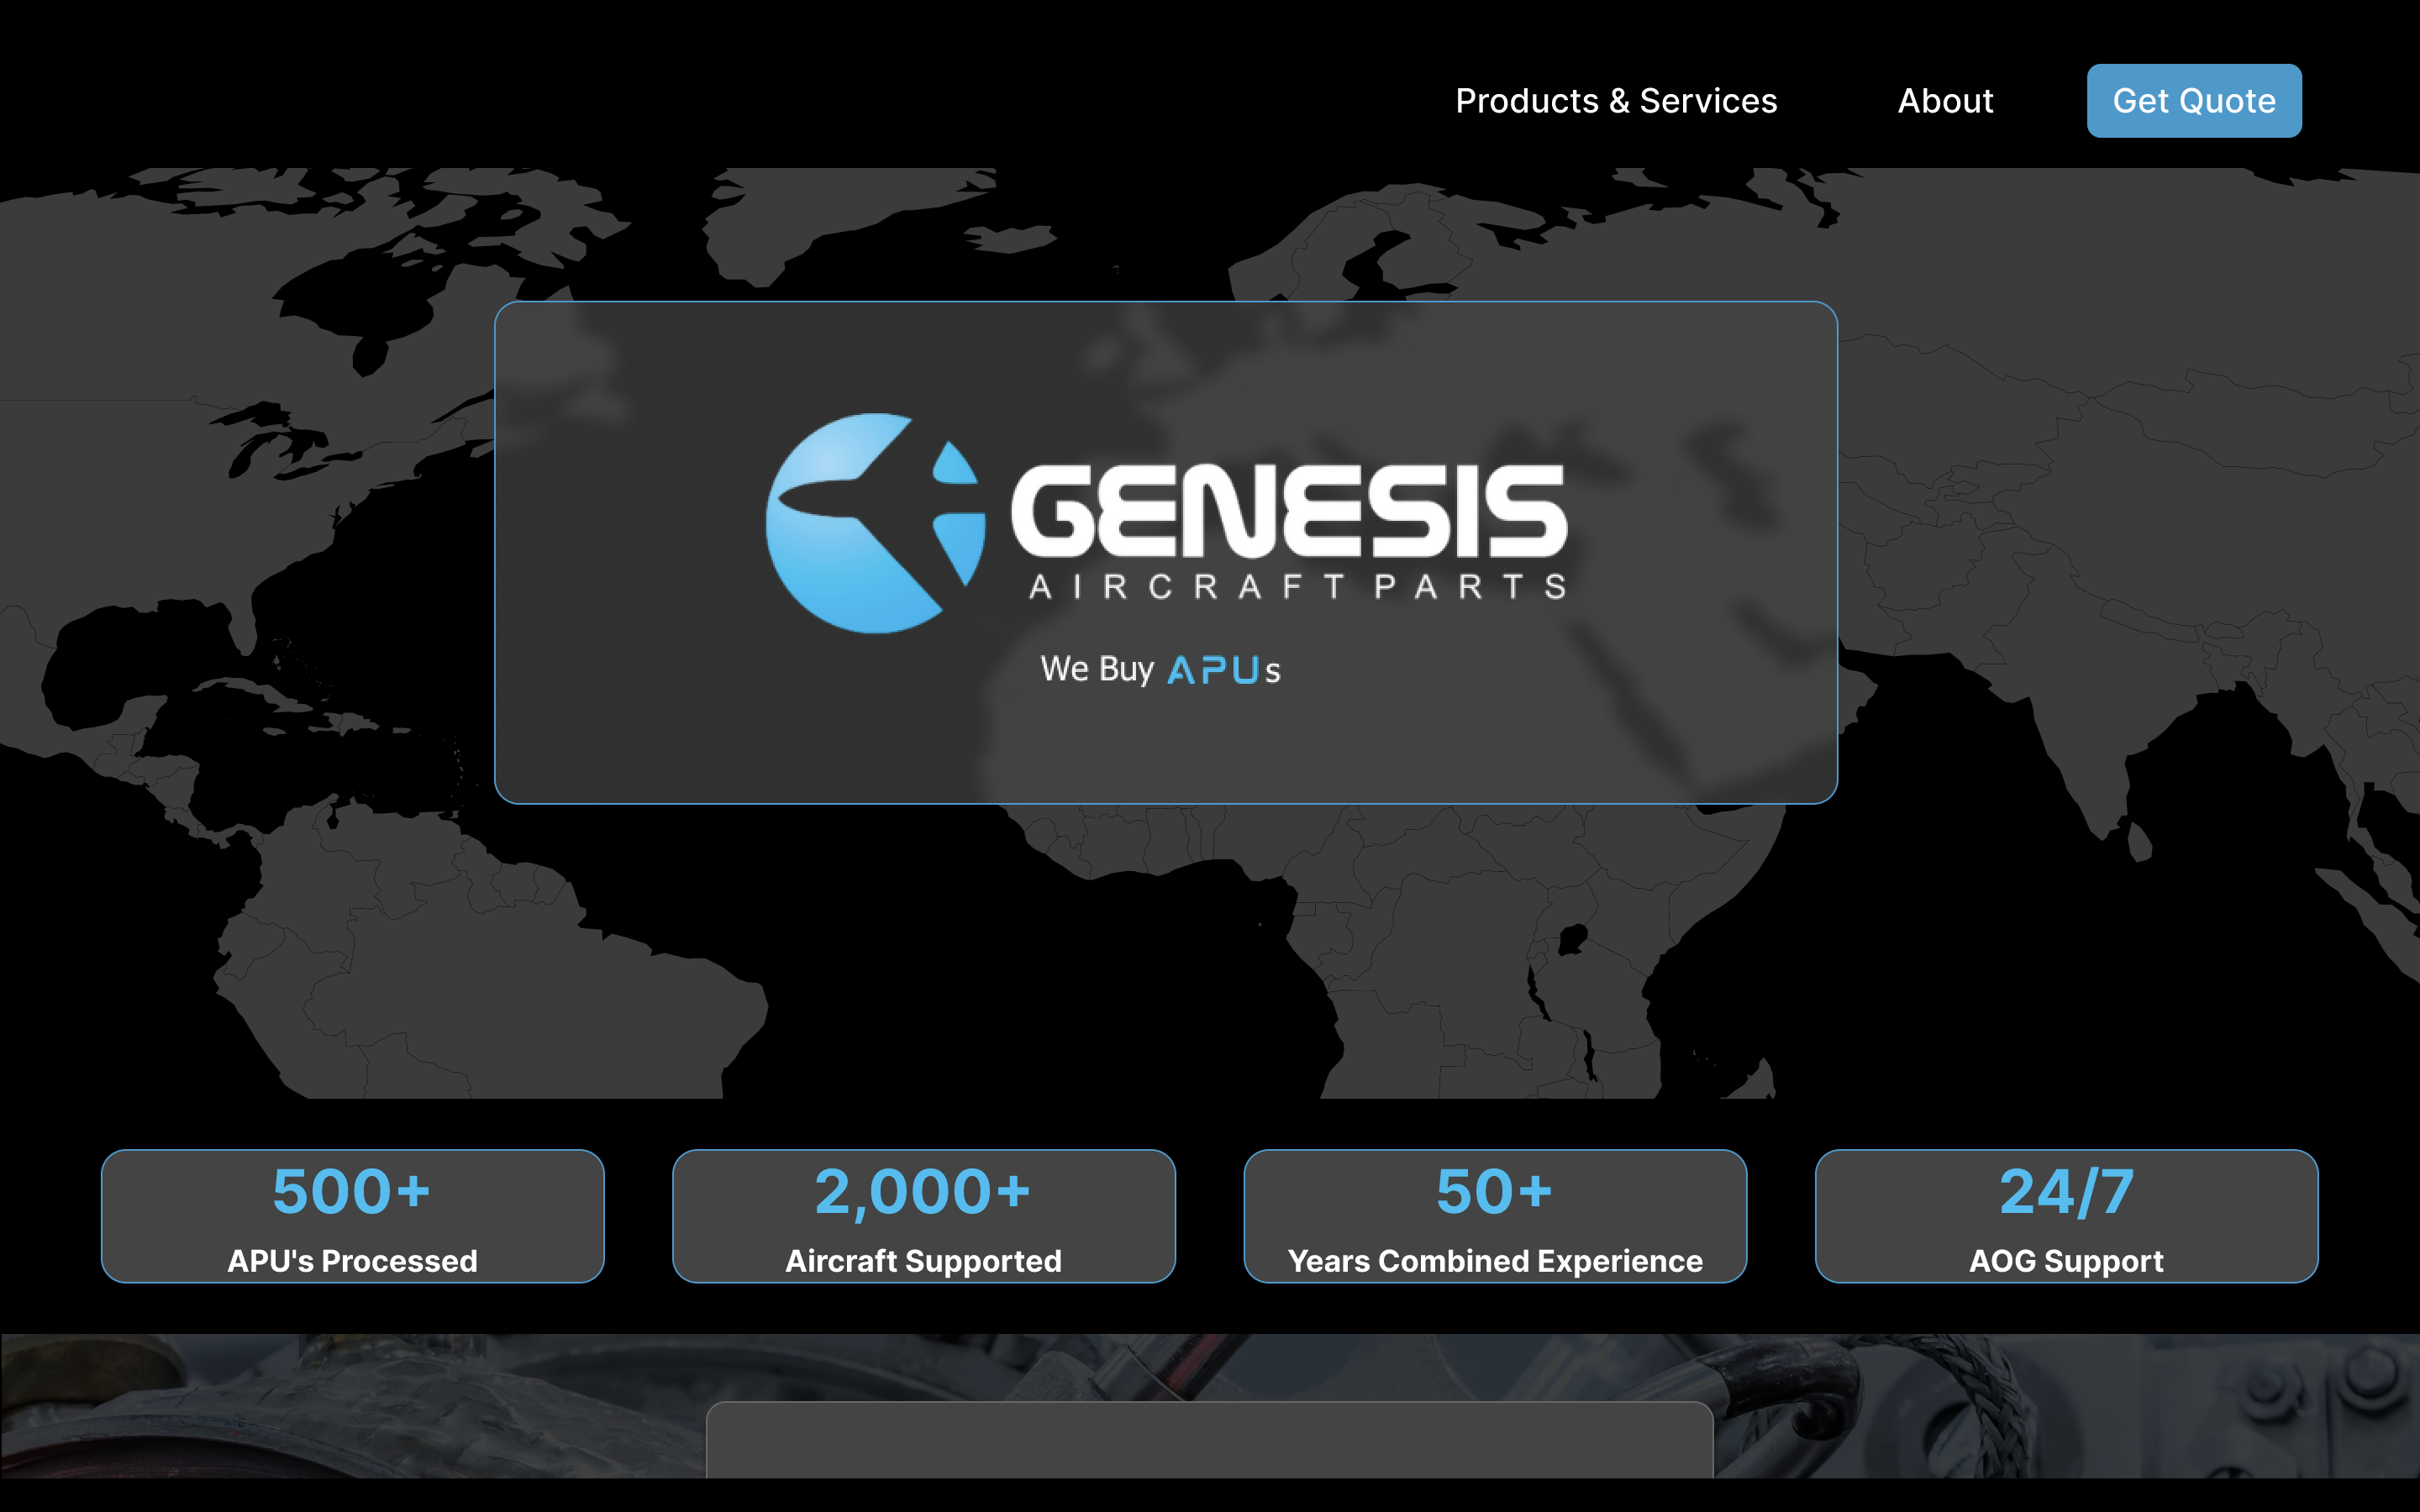 Products & Services About Get Quote
GENESIS
AIRCRAFT PARTS
We Buy APUs
500+ 2,000+ 50+ 24/7
APU's Processed Aircraft Supported Years Combined Experience AOG Support